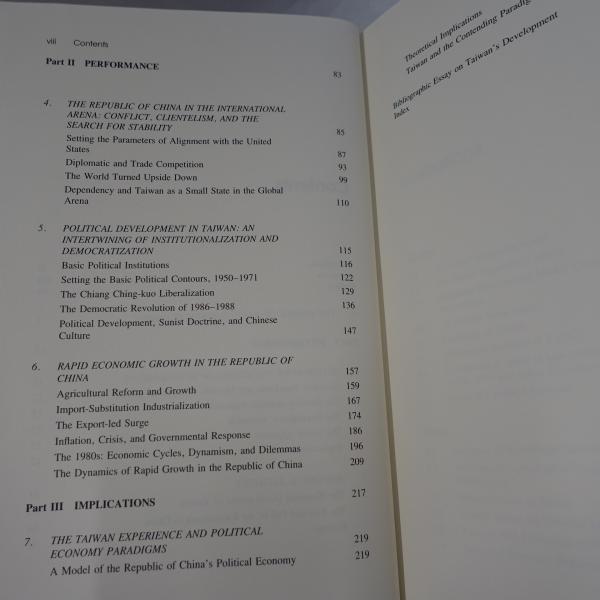 viii Contents
Part II PERFORMANCE 83
4. THE REPUBLIC OF CHINA IN THE INTERNATIONAL
ARENA: CONFLICT, CLIENTELISM, AND THE
SEARCH FOR STABILITY 85
Setting the Parameters of Alignment with the United
States 87
Diplomatic and Trade Competition 93
The World Turned Upside Down 99
Dependency and Taiwan as a Small State in the Global
Arena 110
5. POLITICAL DEVELOPMENT IN TAIWAN: AN
INTERTWINING OF INSTITUTIONALIZATION AND
DEMOCRATIZATION 115
Basic Political Institutions 116
Setting the Basic Political Contours, 1950–1971 122
The Chiang Ching-kuo Liberalization 129
The Democratic Revolution of 1986–1988 136
Political Development, Sunist Doctrine, and Chinese
Culture 147
6. RAPID ECONOMIC GROWTH IN THE REPUBLIC OF
CHINA 157
Agricultural Reform and Growth 159
Import-Substitution Industrialization 167
The Export-led Surge 174
Inflation, Crisis, and Governmental Response 186
The 1980s: Economic Cycles, Dynamism, and Dilemmas 196
The Dynamics of Rapid Growth in the Republic of China 209
Part III IMPLICATIONS 217
7. THE TAIWAN EXPERIENCE AND POLITICAL
ECONOMY PARADIGMS 219
A Model of the Republic of China's Political Economy 219
Theoretical Implications
Taiwan and the Contending
Bibliographic Essay on Taiwan's Development
Index